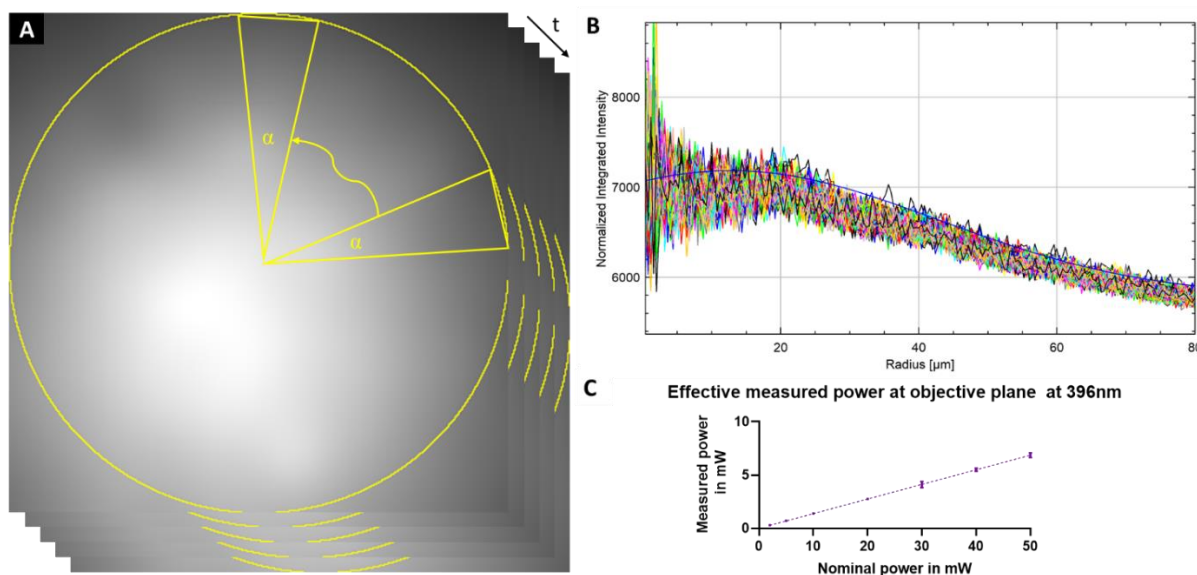 A
t
α
α
B
8000
7000
6000
Normalized Integrated Intensity
20
40
60
80
Radius [µm]
C
Effective measured power at objective plane at 396nm
10
5
0
Measured power
in mW
0
10
20
30
40
50
Nominal power in mW